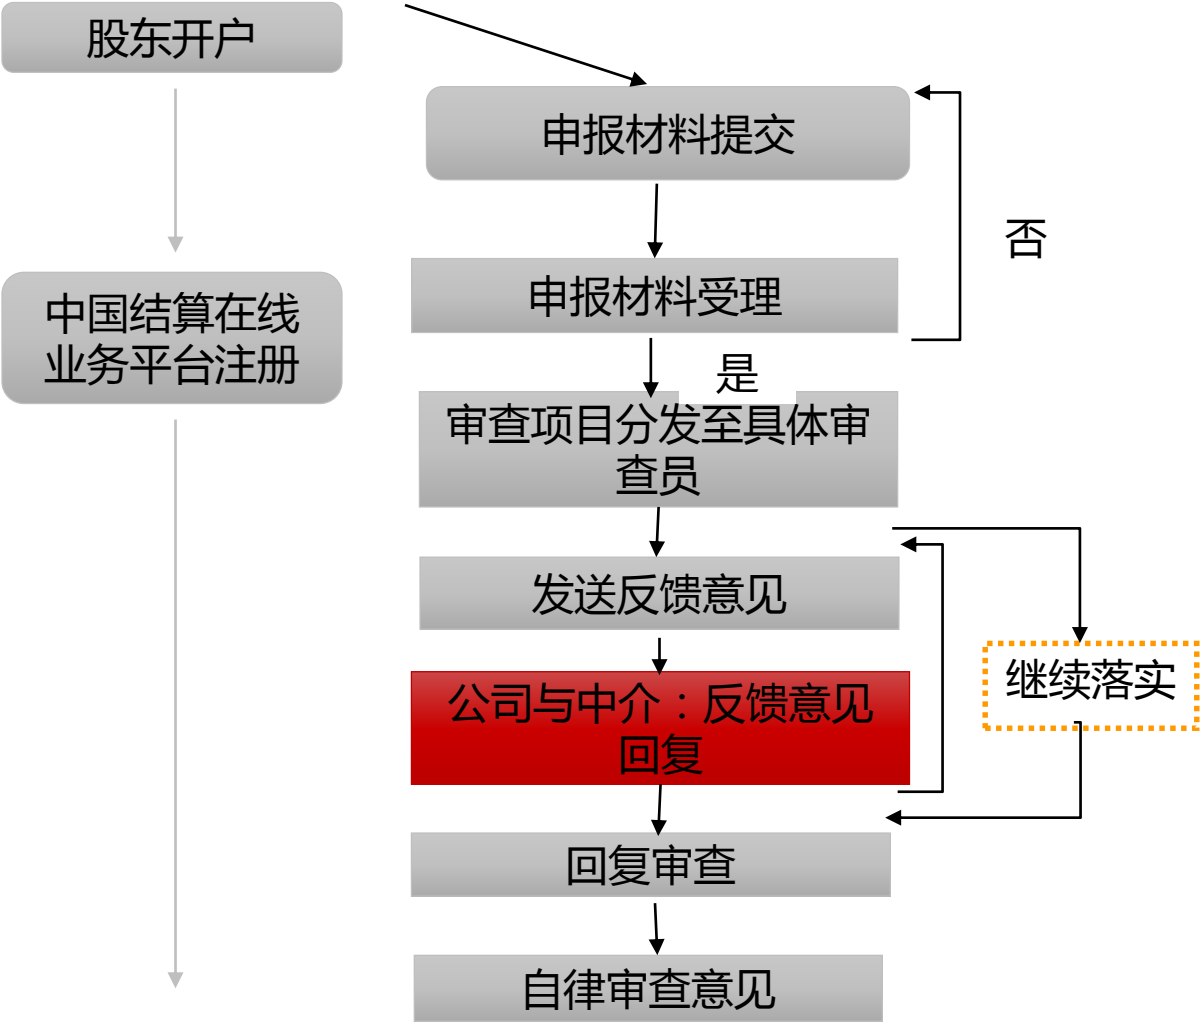 股东开户
中国结算在线
业务平台注册
申报材料提交
否
申报材料受理
是
审查项目分发至具体审
查员
发送反馈意见
继续落实
公司与中介：反馈意见
回复
回复审查
自律审查意见